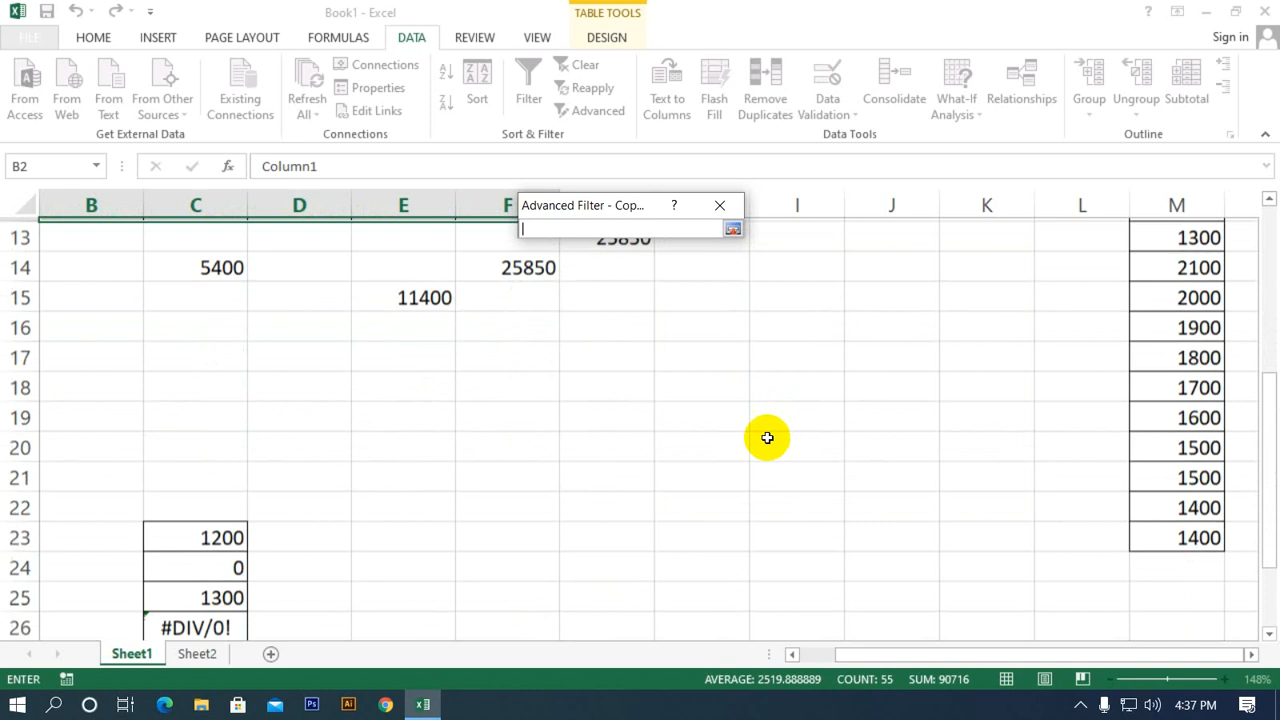 Book1 - Excel
TABLE TOOLS
?
FILE
HOME
INSERT
PAGE LAYOUT
FORMULAS
DATA
REVIEW
VIEW
DESIGN
Sign in
From Access
From Web
From Text
From Other Sources
Existing Connections
Refresh All
Connections
Properties
Edit Links
Sort
Filter
Clear
Reapply
Advanced
Text to Columns
Flash Fill
Remove Duplicates
Data Validation
Consolidate
What-If Analysis
Relationships
Group
Ungroup
Subtotal
Get External Data
Connections
Sort & Filter
Data Tools
Outline
B2
fx
Column1
B C D E F I J K L M
Advanced Filter - Cop... ?
13 25850 1300
14 5400 25850 2100
15 11400 2000
16 1900
17 1800
18 1700
19 1600
20 1500
21 1500
22 1400
23 1200 1400
24 0
25 1300
26 #DIV/0!
Sheet1
Sheet2
ENTER
AVERAGE: 2519.888889 COUNT: 55 SUM: 90716
148%
4:37 PM